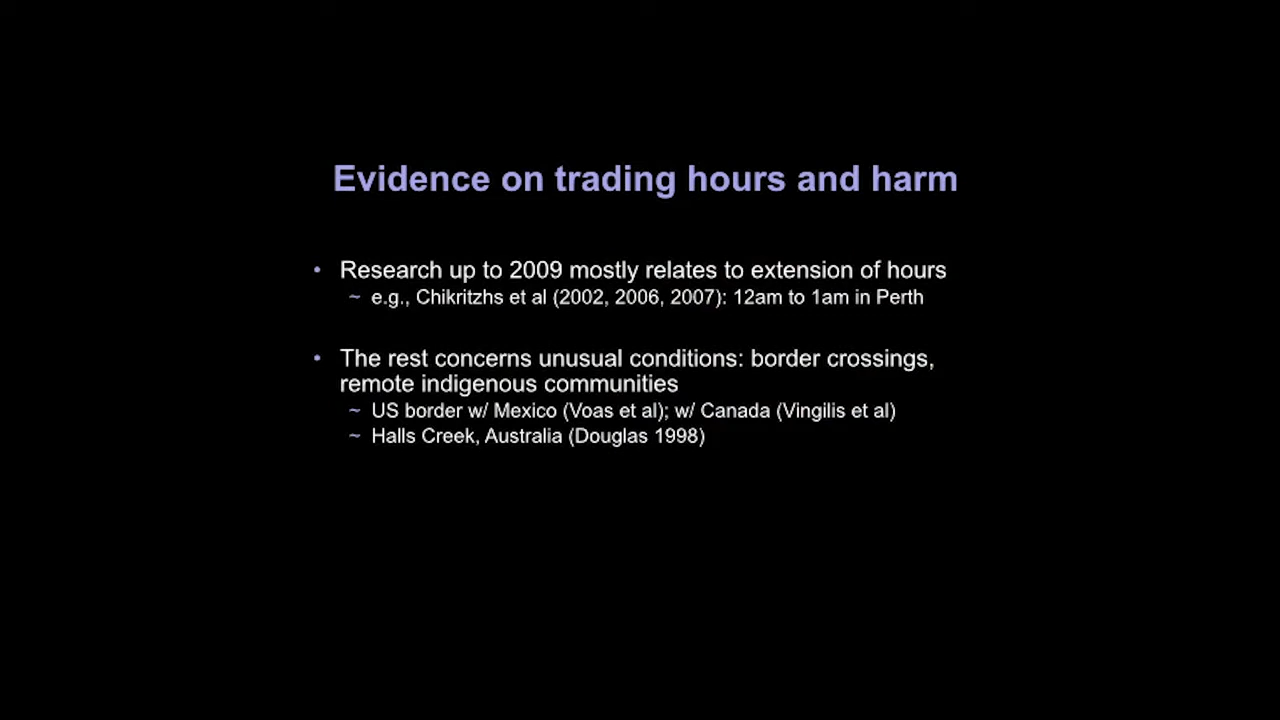 Evidence on trading hours and harm
• Research up to 2009 mostly relates to extension of hours
~ e.g., Chikritzhs et al (2002, 2006, 2007): 12am to 1am in Perth
• The rest concerns unusual conditions: border crossings,
remote indigenous communities
~ US border w/ Mexico (Voas et al); w/ Canada (Vingilis et al)
~ Halls Creek, Australia (Douglas 1998)